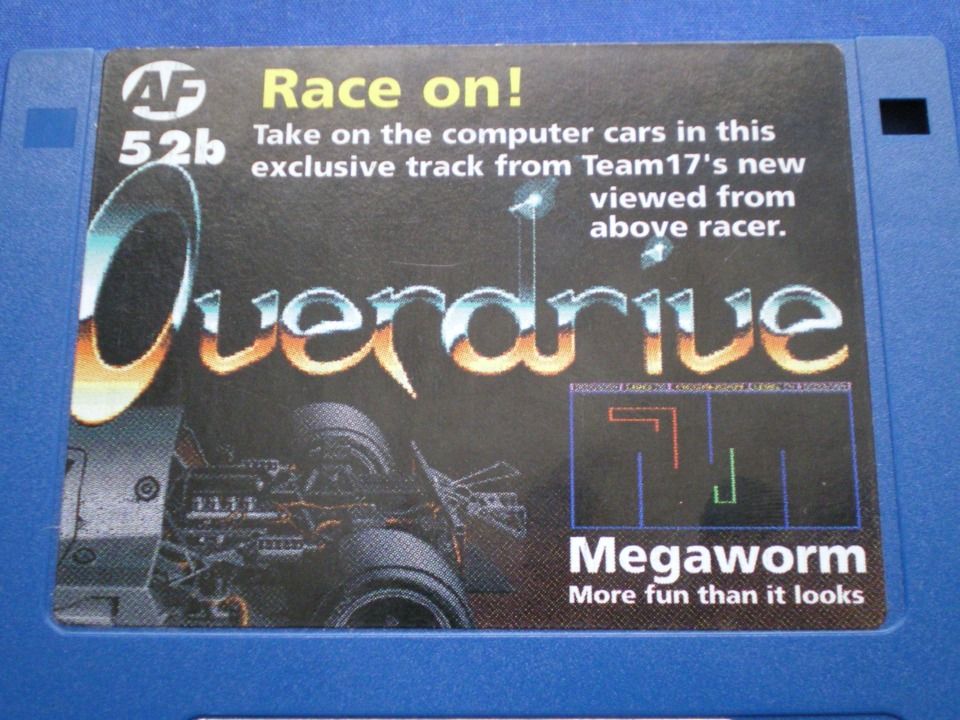 AF
52b
Race on!
Take on the computer cars in this
exclusive track from Team17's new
viewed from
above racer.
Overdrive
Megaworm
More fun than it looks